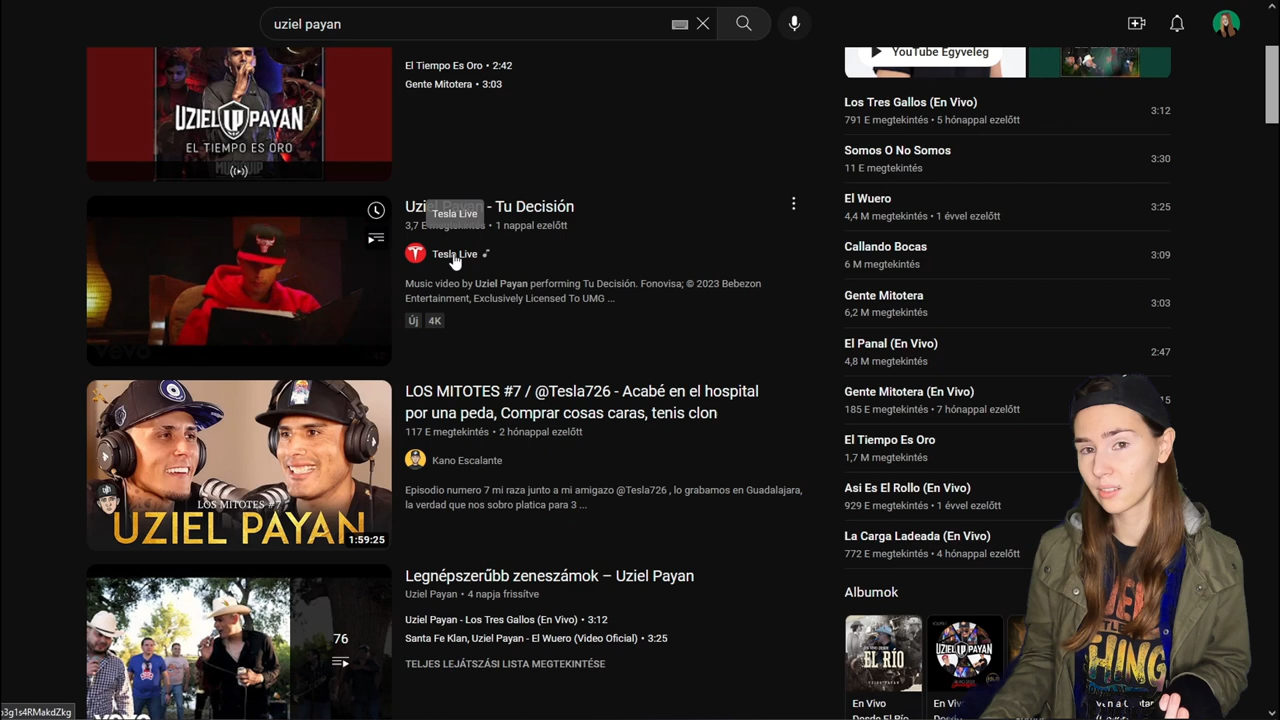 uziel payan
UZIEL PAYAN
EL TIEMPO ES ORO
El Tiempo Es Oro • 2:42
Gente Mitotera • 3:03
Uziel Payan - Tu Decisión
Tesla Live
3,7 E megtekintés • 1 nappal ezelőtt
Tesla Live
Music video by Uziel Payan performing Tu Decisión. Fonovisa; © 2023 Bebezon
Entertainment, Exclusively Licensed To UMG ...
Új 4K
vevo
LOS MITOTES #7
UZIEL PAYAN
1:59:25
LOS MITOTES #7 / @Tesla726 - Acabé en el hospital
por una peda, Comprar cosas caras, tenis clon
117 E megtekintés • 2 hónappal ezelőtt
Kano Escalante
Episodio numero 7 mi raza junto a mi amigazo @Tesla726 , lo grabamos en Guadalajara,
la verdad que nos sobro platica para 3 ...
76
vevo
Legnépszerűbb zeneszámok – Uziel Payan
Uziel Payan • 4 napja frissítve
Uziel Payan - Los Tres Gallos (En Vivo) • 3:12
Santa Fe Klan, Uziel Payan - El Wuero (Video Oficial) • 3:25
TELJES LEJÁTSZÁSI LISTA MEGTEKINTÉSE
YouTube Egyveleg
Los Tres Gallos (En Vivo)
791 E megtekintés • 5 hónappal ezelőtt
3:12
Somos O No Somos
11 E megtekintés
3:30
El Wuero
4,4 M megtekintés • 1 évvel ezelőtt
3:25
Callando Bocas
6 M megtekintés
3:09
Gente Mitotera
6,2 M megtekintés
3:03
El Panal (En Vivo)
4,8 M megtekintés
2:47
Gente Mitotera (En Vivo)
185 E megtekintés • 7 hónappal ezelőtt
El Tiempo Es Oro
1,7 M megtekintés
Asi Es El Rollo (En Vivo)
929 E megtekintés • 1 évvel ezelőtt
La Carga Ladeada (En Vivo)
772 E megtekintés • 4 hónappal ezelőtt
Albumok
EL RÍO
UZIEL PAYAN
En Vivo
Desde El Río
En Vivo